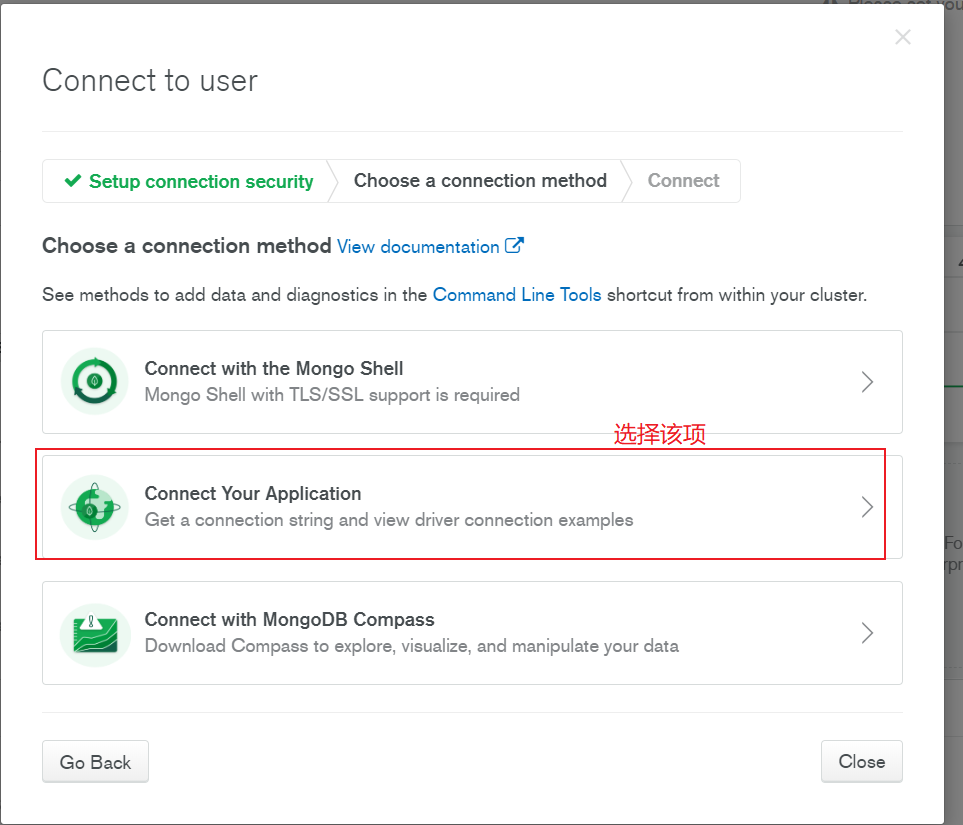 Please set you
Connect to user
Setup connection security
Choose a connection method
Connect
Choose a connection method View documentation
See methods to add data and diagnostics in the Command Line Tools shortcut from within your cluster.
Connect with the Mongo Shell
Mongo Shell with TLS/SSL support is required
选择该项
Connect Your Application
Get a connection string and view driver connection examples
Connect with MongoDB Compass
Download Compass to explore, visualize, and manipulate your data
Go Back
Close